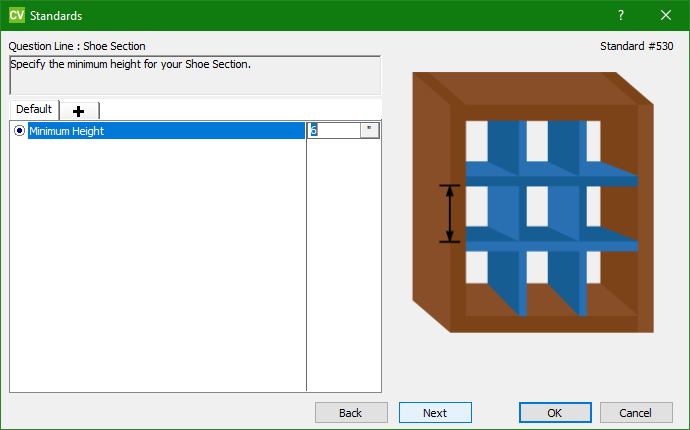 CV Standards
Question Line : Shoe Section
Standard #530
Specify the minimum height for your Shoe Section.
Default
Minimum Height
6 "
Back
Next
OK
Cancel